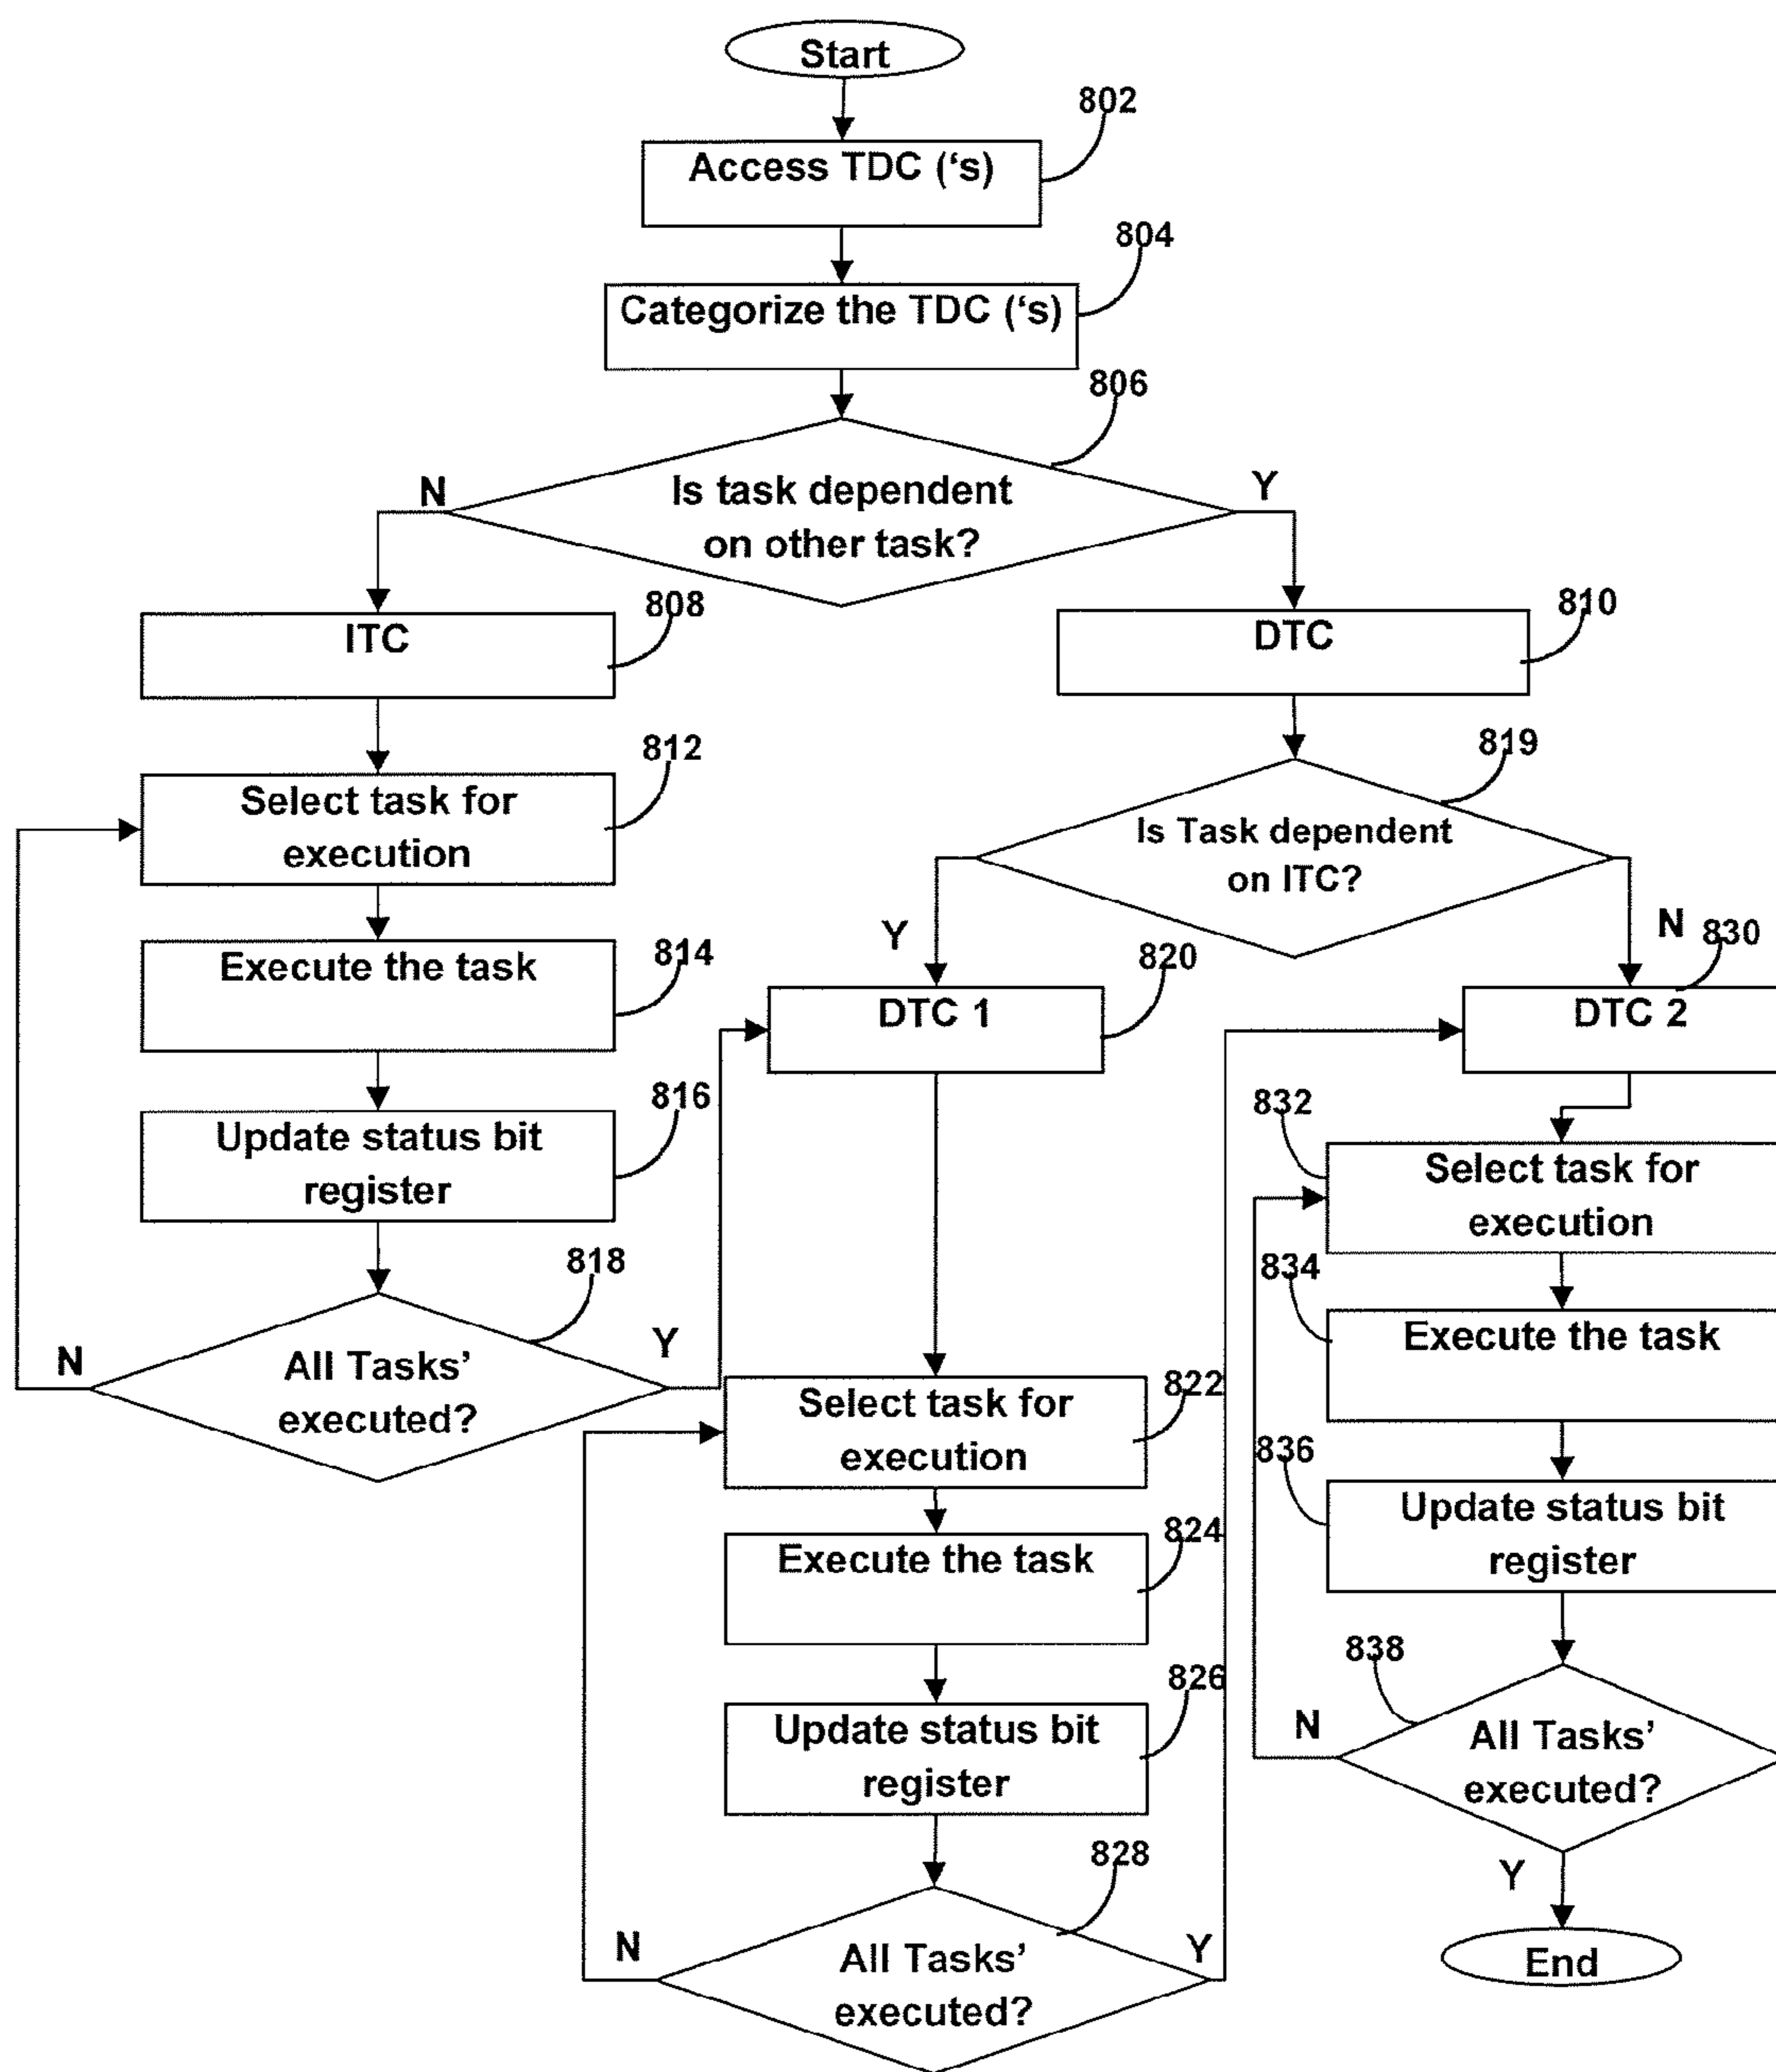 Start
802
Access TDC (‘s)
804
Categorize the TDC (‘s)
806
Is task dependent
on other task?
N
Y
808
ITC
810
DTC
812
Select task for
execution
819
Is Task dependent
on ITC?
Y
N
814
Execute the task
820
DTC 1
830
DTC 2
816
Update status bit
register
832
Select task for
execution
818
All Tasks’
executed?
N
Y
834
Execute the task
822
Select task for
execution
836
Update status bit
register
824
Execute the task
826
Update status bit
register
838
All Tasks’
executed?
N
Y
828
All Tasks’
executed?
N
Y
End